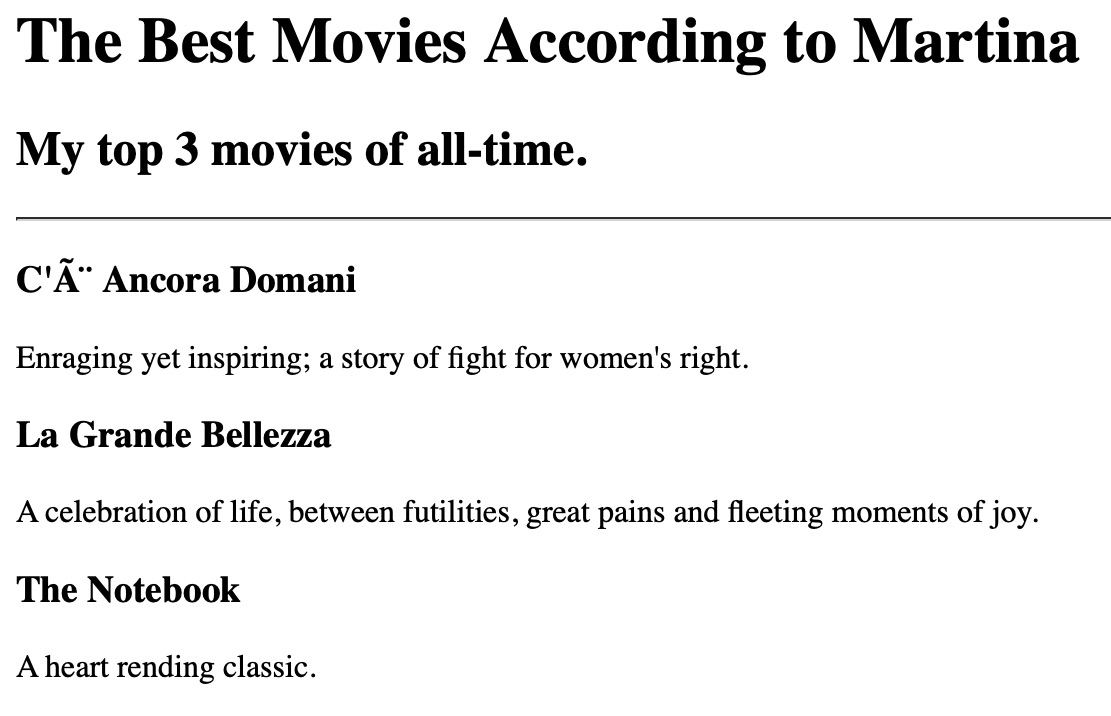 The Best Movies According to Martina
My top 3 movies of all-time.
C'Ã¨ Ancora Domani
Enraging yet inspiring; a story of fight for women's right.
La Grande Bellezza
A celebration of life, between futilities, great pains and fleeting moments of joy.
The Notebook
A heart rending classic.